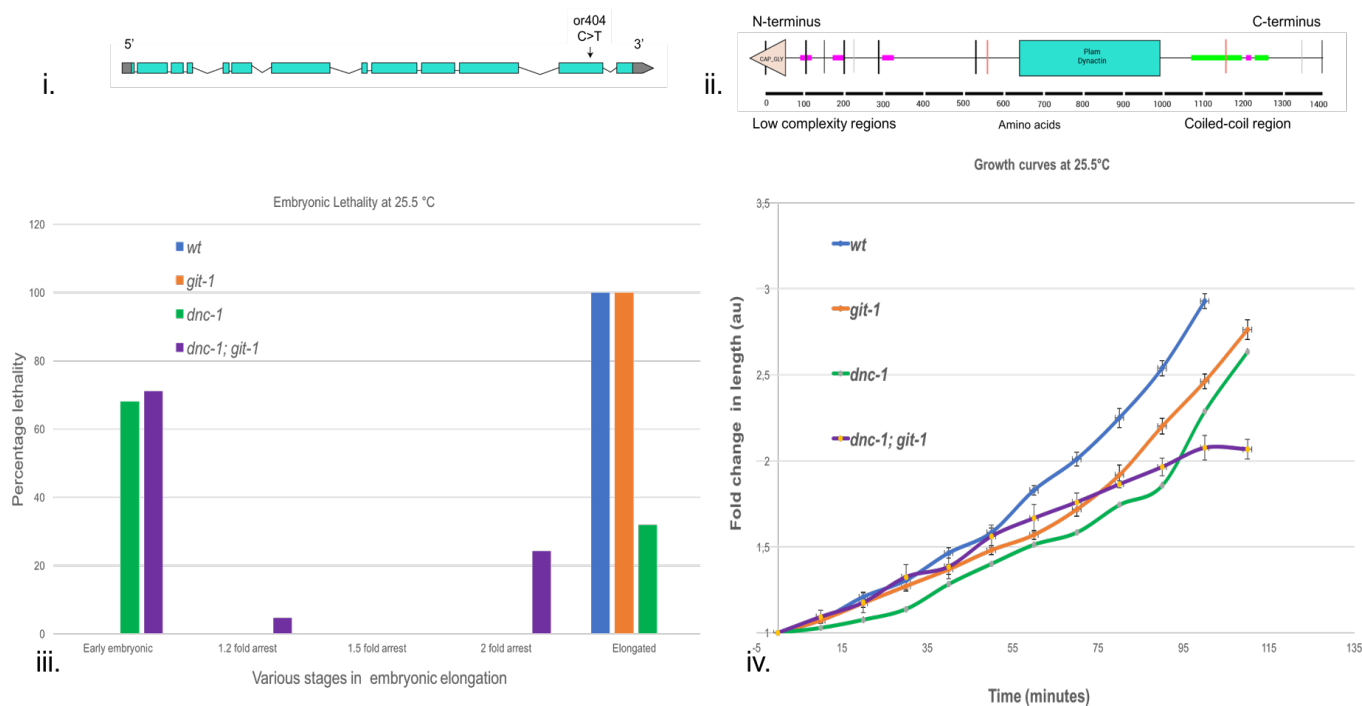 or404
C>T
5’
3’
i.
N-terminus
C-terminus
CAP_GLY
Plam
Dynactin
0 100 200 300 400 500 600 700 800 900 1000 1100 1200 1300 1400
ii.
Low complexity regions
Amino acids
Coiled-coil region
Embryonic Lethality at 25.5 °C
120
100
80
60
40
20
0
Percentage lethality
wt
git-1
dnc-1
dnc-1; git-1
Early embryonic
1.2 fold arrest
1.5 fold arrest
2 fold arrest
Elongated
iii.
Various stages in embryonic elongation
Growth curves at 25.5°C
3,5
3
2,5
2
1,5
1
Fold change in length (au)
wt
git-1
dnc-1
dnc-1; git-1
-5 15 35 55 75 95 115 135
iv.
Time (minutes)